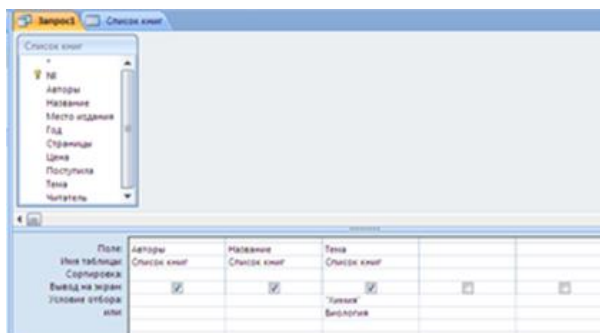 Запрос1 Список книг
Список книг
*
№
Авторы
Название
Место издания
Год
Страницы
Цена
Поступила
Тема
Читатель
Поле: Авторы Название Тема
Имя таблицы: Список книг Список книг Список книг
Сортировка:
Вывод на экран:
Условие отбора: "Химия"
или: Биология